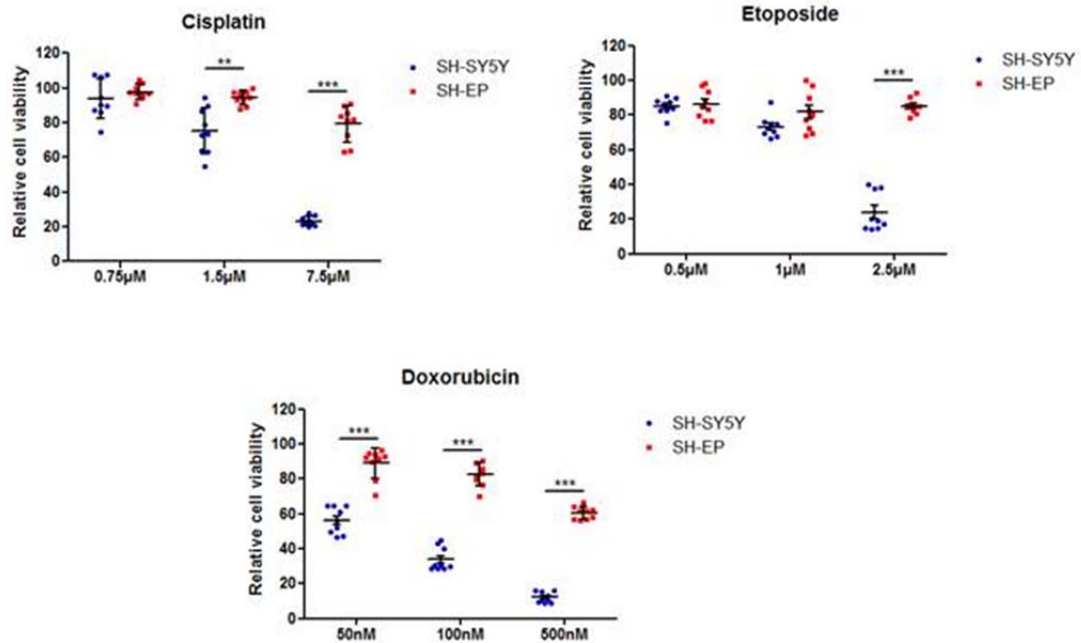 Cisplatin
Relative cell viability
120
100
80
60
40
20
0
**
***
0.75µM 1.5µM 7.5µM
SH-SY5Y
SH-EP
Etoposide
Relative cell viability
120
100
80
60
40
20
0
***
0.5µM 1µM 2.5µM
SH-SY5Y
SH-EP
Doxorubicin
Relative cell viability
120
100
80
60
40
20
0
***
***
***
50nM 100nM 500nM
SH-SY5Y
SH-EP